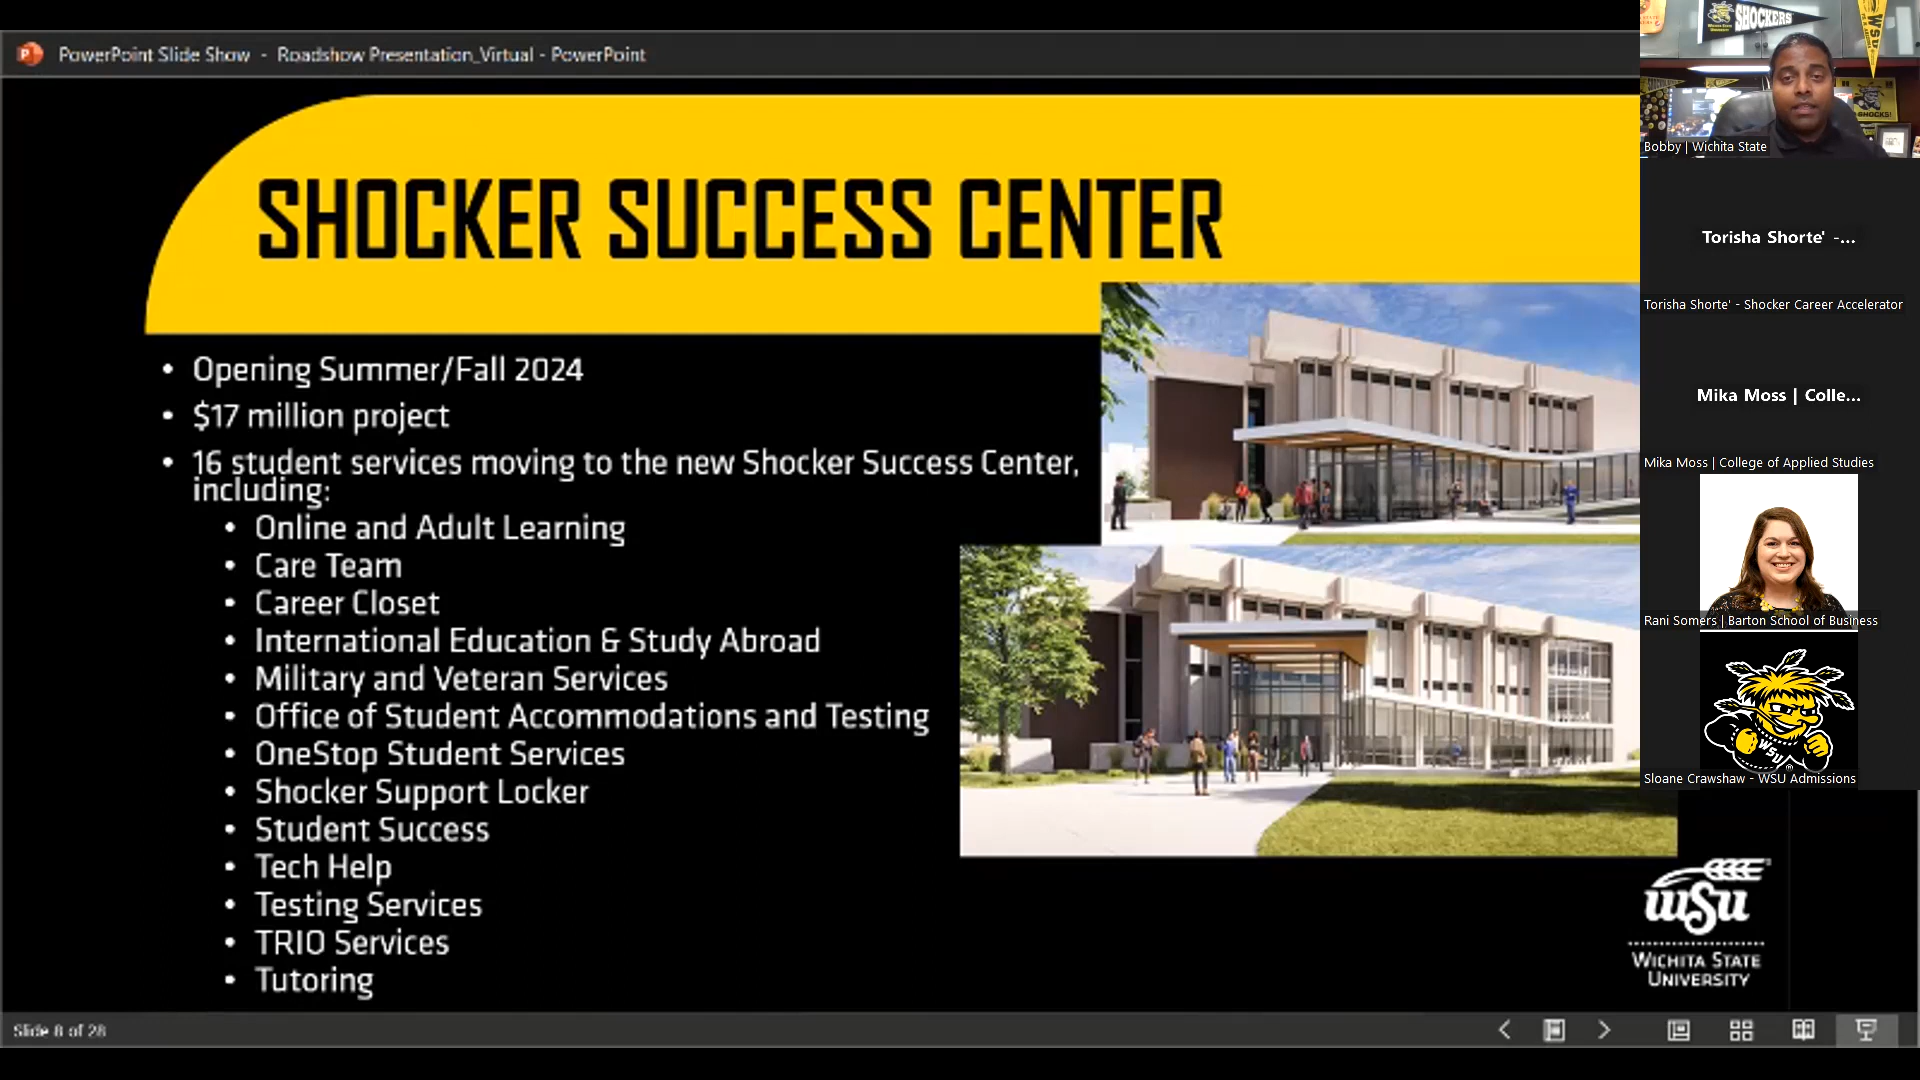 PowerPoint Slide Show - Roadshow Presentation_Virtual - PowerPoint
SHOCKER SUCCESS CENTER
• Opening Summer/Fall 2024
• $17 million project
• 16 student services moving to the new Shocker Success Center,
including:
• Online and Adult Learning
• Care Team
• Career Closet
• International Education & Study Abroad
• Military and Veteran Services
• Office of Student Accommodations and Testing
• OneStop Student Services
• Shocker Support Locker
• Student Success
• Tech Help
• Testing Services
• TRIO Services
• Tutoring
wsu
WICHITA STATE
UNIVERSITY
Slide 8 of 28
SHOCKERS
WSU
Bobby | Wichita State
Torisha Shorte' -...
Torisha Shorte' - Shocker Career Accelerator
Mika Moss | Colle...
Mika Moss | College of Applied Studies
Rani Somers | Barton School of Business
WSU
Sloane Crawshaw - WSU Admissions